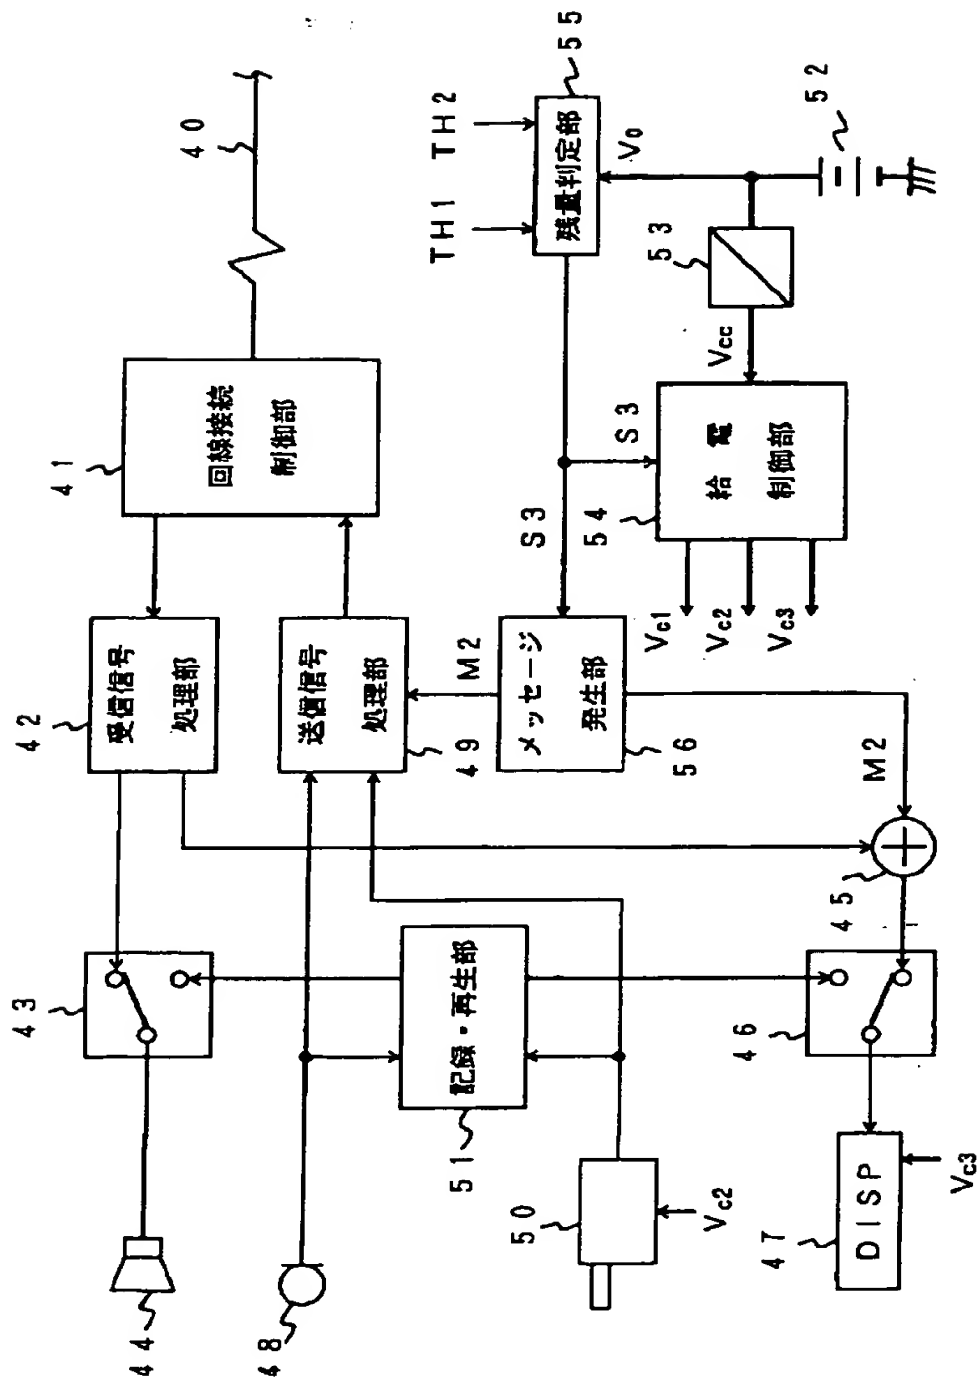 40
41
回線接続
制御部
42
受信信号
処理部
43
44
送信信号
処理部
49
48
記録・再生部
51
50
Vc2
M2
メッセージ
発生部
56
M2
45
46
DISP
47
Vc3
TH1
TH2
残量判定部
55
V0
52
53
Vcc
S3
S3
給電
制御部
54
Vc1
Vc2
Vc3